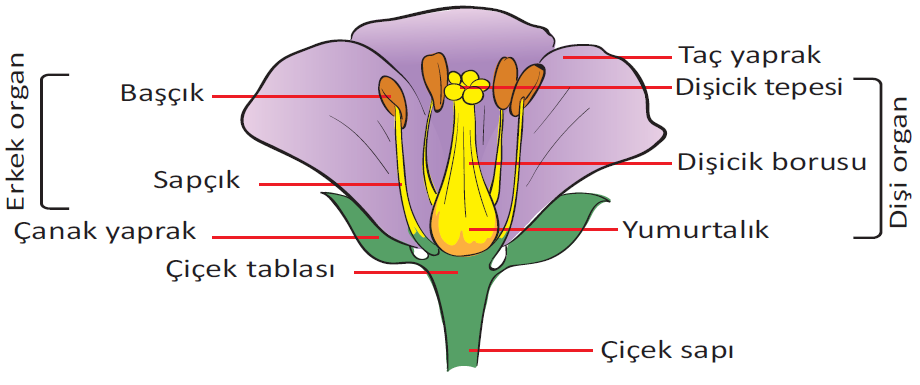 Erkek organ
Başçık
Sapçık
Çanak yaprak
Çiçek tablası
Taç yaprak
Dişicik tepesi
Dişicik borusu
Yumurtalık
Çiçek sapı
Dişi organ